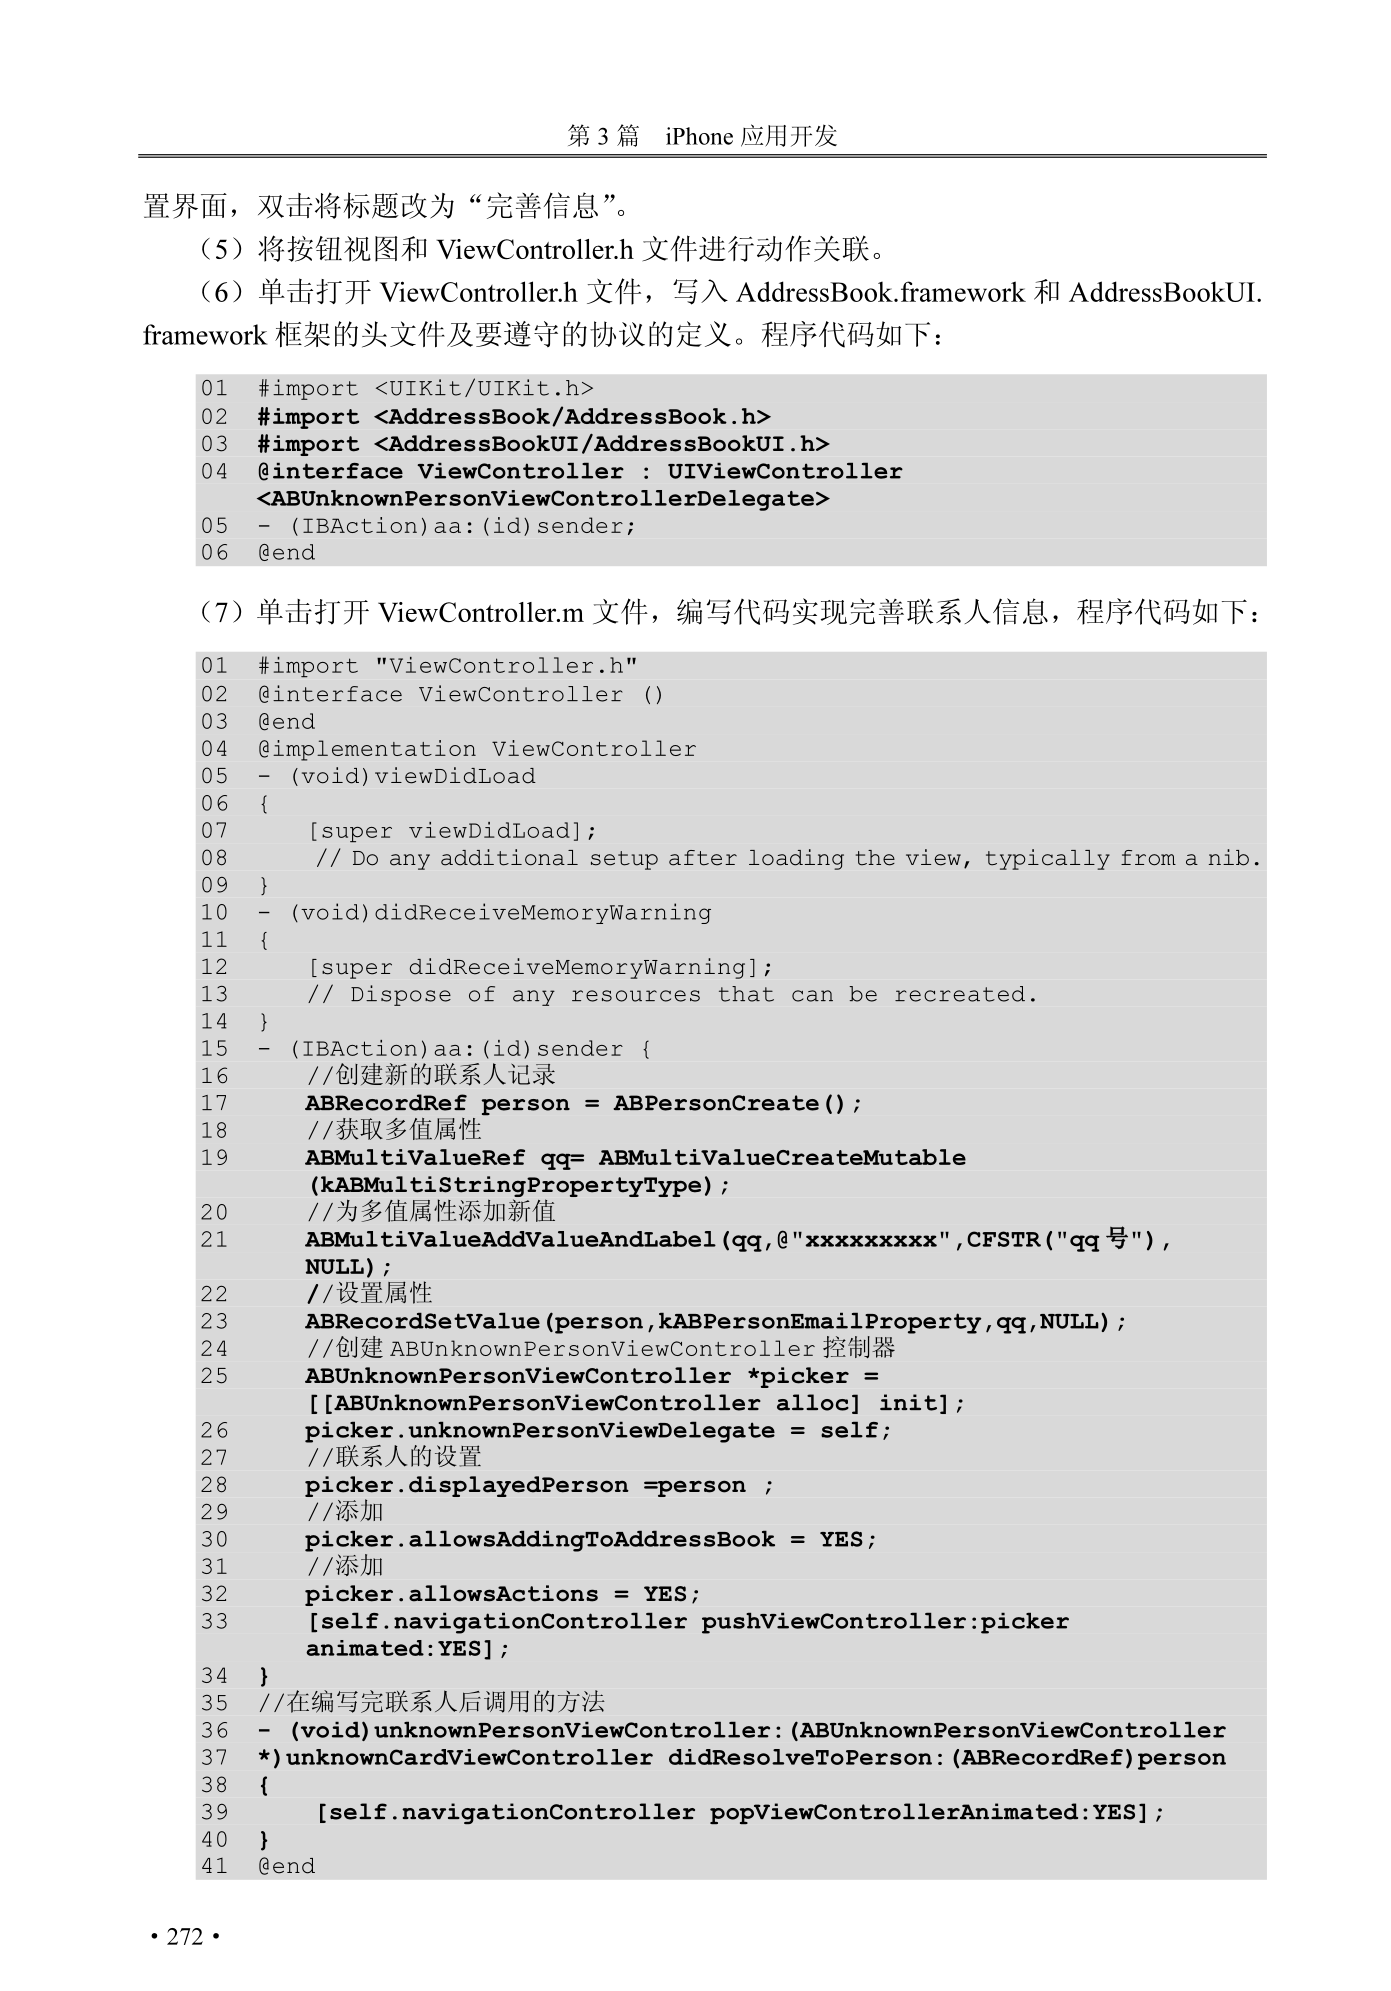 第 3 篇　iPhone 应用开发
置界面，双击将标题改为“完善信息”。
（5）将按钮视图和 ViewController.h 文件进行动作关联。
（6）单击打开 ViewController.h 文件，写入 AddressBook.framework 和 AddressBookUI.
framework 框架的头文件及要遵守的协议的定义。程序代码如下：
01 #import <UIKit/UIKit.h>
02 #import <AddressBook/AddressBook.h>
03 #import <AddressBookUI/AddressBookUI.h>
04 @interface ViewController : UIViewController
<ABUnknownPersonViewControllerDelegate>
05 - (IBAction)aa:(id)sender;
06 @end
（7）单击打开 ViewController.m 文件，编写代码实现完善联系人信息，程序代码如下：
01 #import "ViewController.h"
02 @interface ViewController ()
03 @end
04 @implementation ViewController
05 - (void)viewDidLoad
06 {
07 [super viewDidLoad];
08 // Do any additional setup after loading the view, typically from a nib.
09 }
10 - (void)didReceiveMemoryWarning
11 {
12 [super didReceiveMemoryWarning];
13 // Dispose of any resources that can be recreated.
14 }
15 - (IBAction)aa:(id)sender {
16 //创建新的联系人记录
17 ABRecordRef person = ABPersonCreate();
18 //获取多值属性
19 ABMultiValueRef qq= ABMultiValueCreateMutable
(kABMultiStringPropertyType);
20 //为多值属性添加新值
21 ABMultiValueAddValueAndLabel(qq,@"xxxxxxxxx",CFSTR("qq 号"),
NULL);
22 //设置属性
23 ABRecordSetValue(person,kABPersonEmailProperty,qq,NULL);
24 //创建 ABUnknownPersonViewController 控制器
25 ABUnknownPersonViewController *picker =
[[ABUnknownPersonViewController alloc] init];
26 picker.unknownPersonViewDelegate = self;
27 //联系人的设置
28 picker.displayedPerson =person ;
29 //添加
30 picker.allowsAddingToAddressBook = YES;
31 //添加
32 picker.allowsActions = YES;
33 [self.navigationController pushViewController:picker
animated:YES];
34 }
35 //在编写完联系人后调用的方法
36 - (void)unknownPersonViewController:(ABUnknownPersonViewController
37 *)unknownCardViewController didResolveToPerson:(ABRecordRef)person
38 {
39 [self.navigationController popViewControllerAnimated:YES];
40 }
41 @end
• 272 •